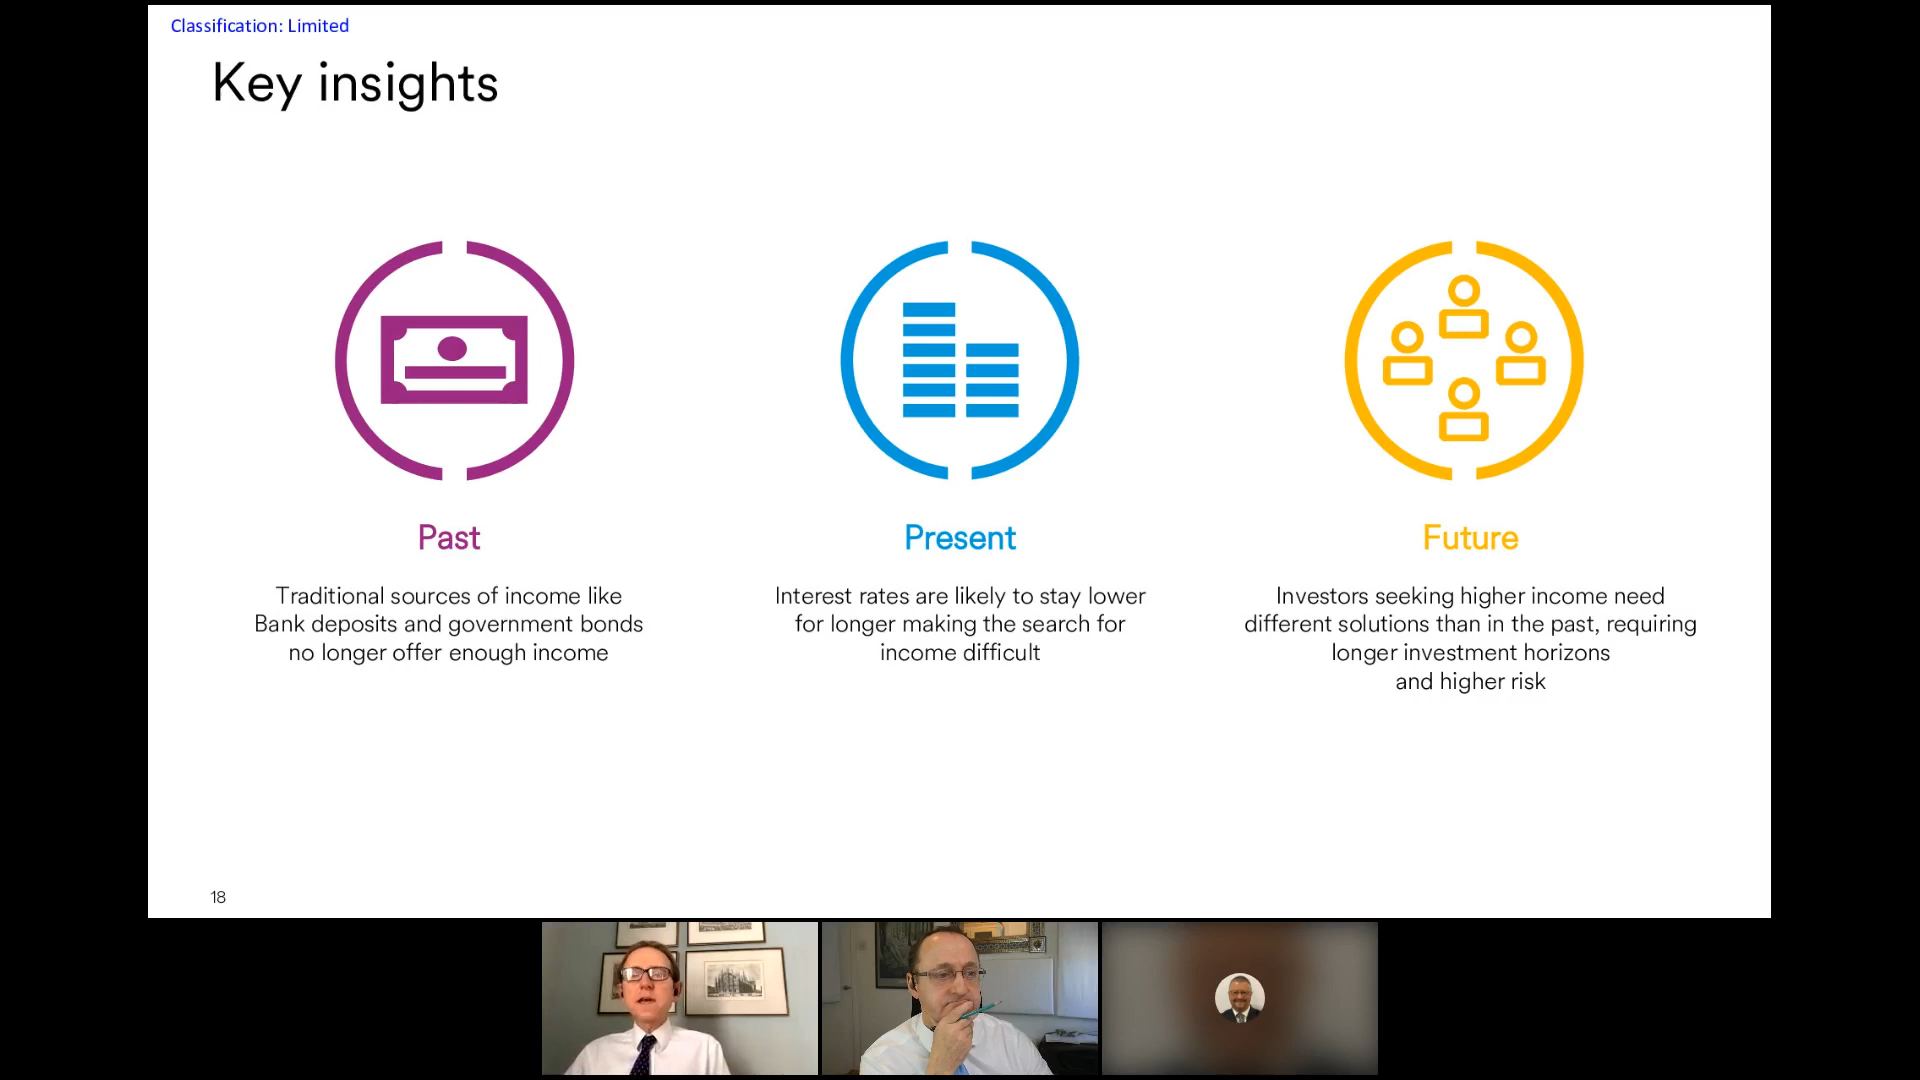 Classification: Limited
Key insights
Past
Traditional sources of income like
Bank deposits and government bonds
no longer offer enough income
Present
Interest rates are likely to stay lower
for longer making the search for
income difficult
Future
Investors seeking higher income need
different solutions than in the past, requiring
longer investment horizons
and higher risk
18